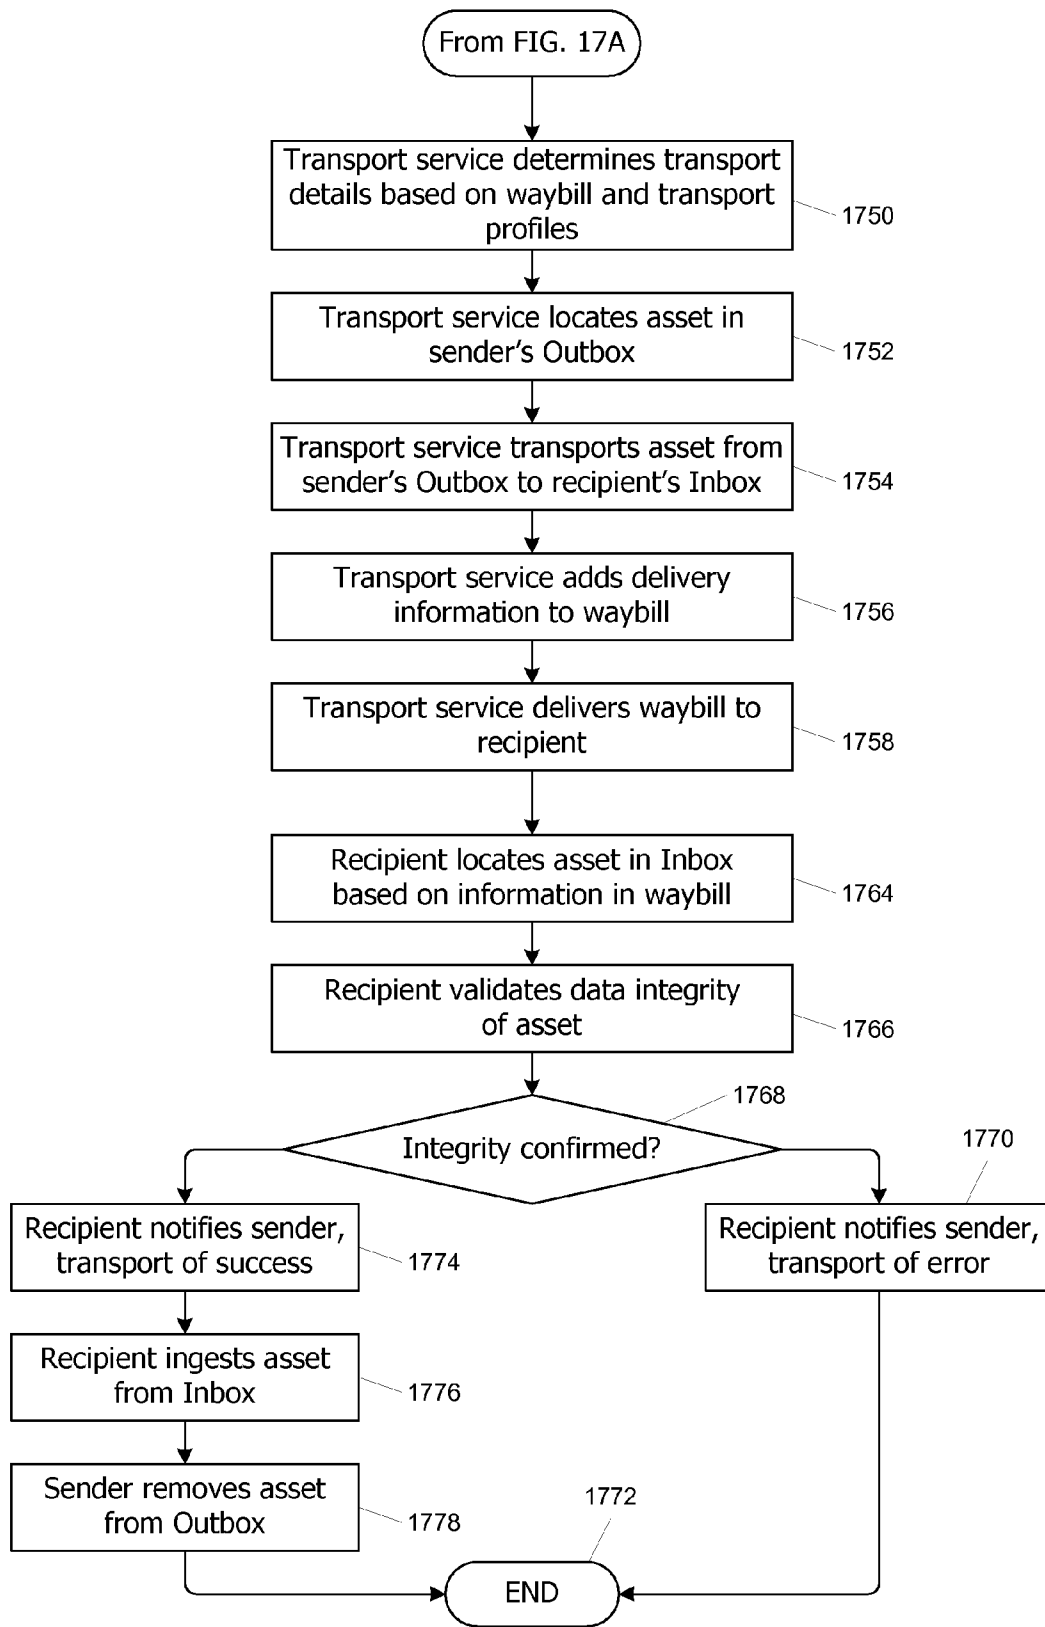 From FIG. 17A
Transport service determines transport
details based on waybill and transport
profiles
1750
Transport service locates asset in
sender’s Outbox
1752
Transport service transports asset from
sender’s Outbox to recipient’s Inbox
1754
Transport service adds delivery
information to waybill
1756
Transport service delivers waybill to
recipient
1758
Recipient locates asset in Inbox
based on information in waybill
1764
Recipient validates data integrity
of asset
1766
1768
Integrity confirmed?
1770
Recipient notifies sender,
transport of success
1774
Recipient notifies sender,
transport of error
Recipient ingests asset
from Inbox
1776
Sender removes asset
from Outbox
1778
1772
END